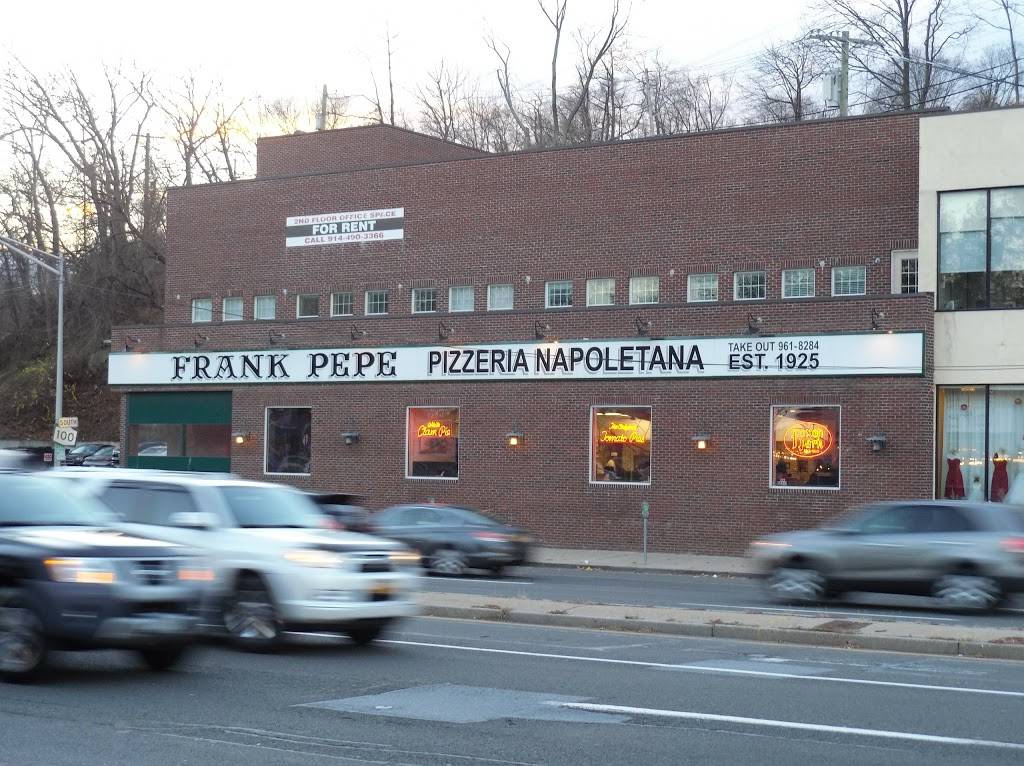 2ND FLOOR OFFICE SPACE
FOR RENT
CALL 914-490-3366
FRANK PEPE PIZZERIA NAPOLETANA
TAKE OUT 961-8284
EST. 1925
Clam Pie
Tomato Pie
SOUTH
100